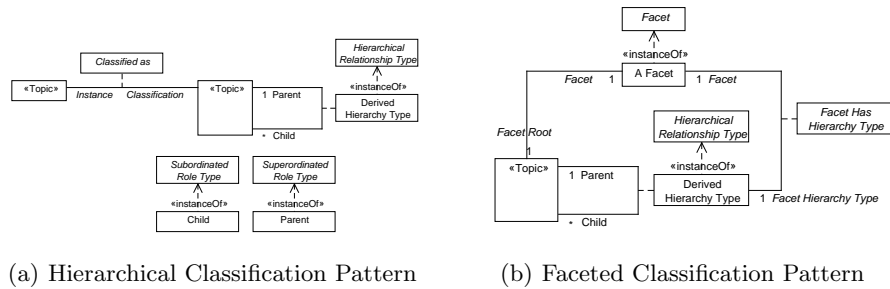 Classified as
«Topic»
Instance
Classification
«Topic»
1 Parent
* Child
Hierarchical
Relationship Type
«instanceOf»
Derived
Hierarchy Type
Subordinated
Role Type
«instanceOf»
Child
Superordinated
Role Type
«instanceOf»
Parent
(a) Hierarchical Classification Pattern
Facet
«instanceOf»
A Facet
Facet 1
1 Facet
Facet Root
1
«Topic»
1 Parent
* Child
Hierarchical
Relationship Type
«instanceOf»
Derived
Hierarchy Type
Facet Has
Hierarchy Type
1 Facet Hierarchy Type
(b) Faceted Classification Pattern